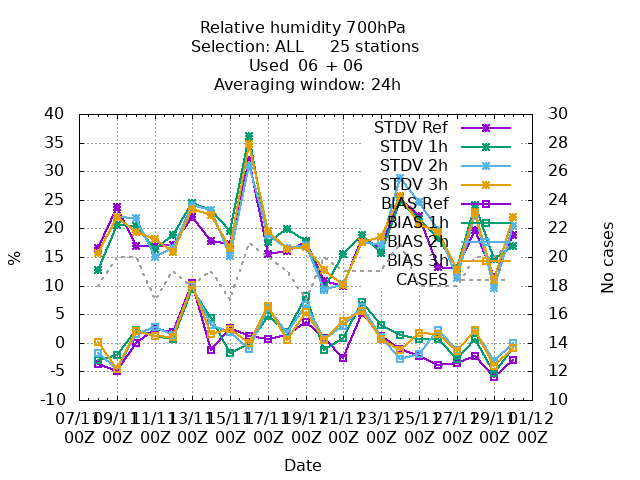 Relative humidity 700hPa
Selection: ALL     25 stations
Used  06 + 06
Averaging window: 24h
STDV Ref
STDV 1h
STDV 2h
STDV 3h
BIAS Ref
BIAS 1h
BIAS 2h
BIAS 3h
CASES
%
40
35
30
25
20
15
10
5
0
-5
-10
No cases
30
28
26
24
22
20
18
16
14
12
10
07/11 09/11 11/11 13/11 15/11 17/11 19/11 21/11 23/11 25/11 27/11 29/11 01/12
00Z 00Z 00Z 00Z 00Z 00Z 00Z 00Z 00Z 00Z 00Z 00Z 00Z
Date